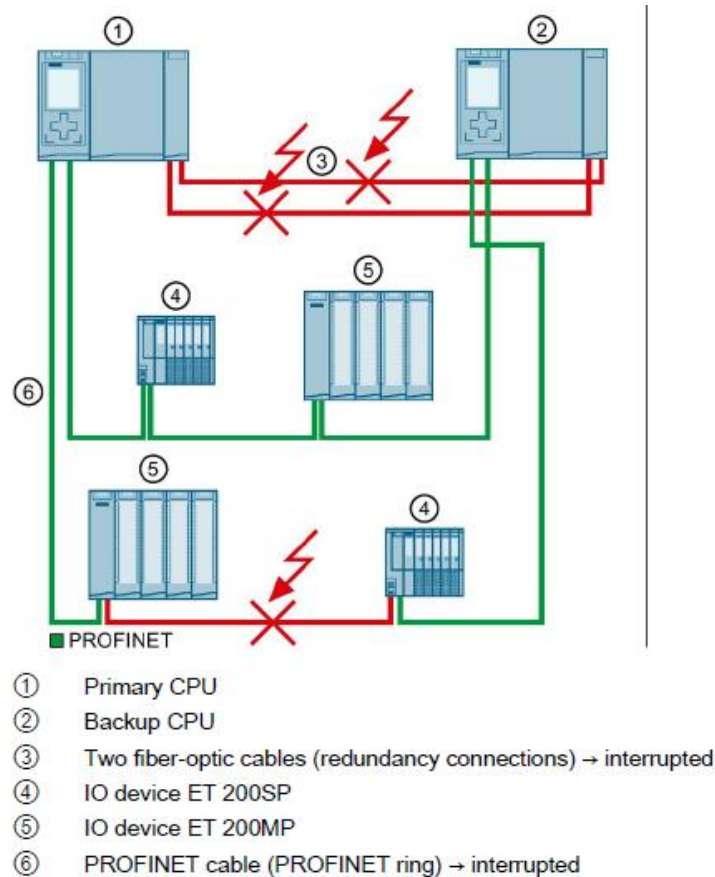 ① ②
③
⑤
④
⑥
⑤
④
PROFINET
① Primary CPU
② Backup CPU
③ Two fiber-optic cables (redundancy connections) → interrupted
④ IO device ET 200SP
⑤ IO device ET 200MP
⑥ PROFINET cable (PROFINET ring) → interrupted